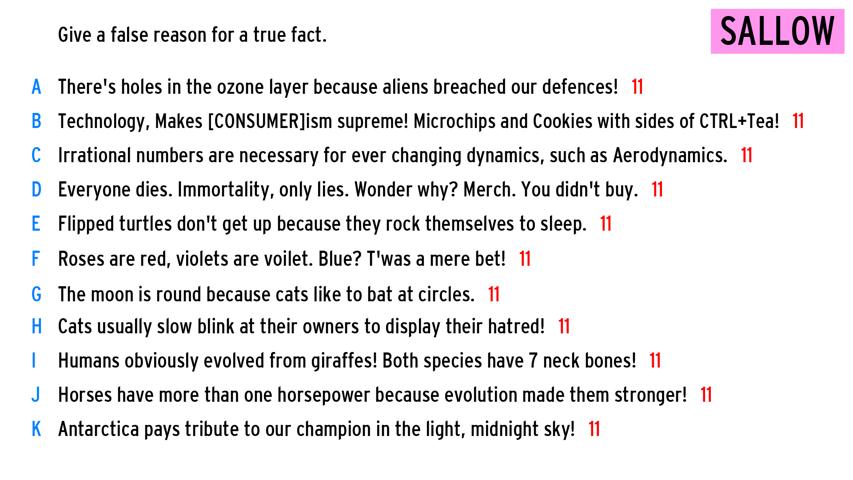 Give a false reason for a true fact.
SALLOW
A There's holes in the ozone layer because aliens breached our defences! 11
B Technology, Makes [CONSUMER]ism supreme! Microchips and Cookies with sides of CTRL+Tea! 11
C Irrational numbers are necessary for ever changing dynamics, such as Aerodynamics. 11
D Everyone dies. Immortality, only lies. Wonder why? Merch. You didn't buy. 11
E Flipped turtles don't get up because they rock themselves to sleep. 11
F Roses are red, violets are voilet. Blue? T'was a mere bet! 11
G The moon is round because cats like to bat at circles. 11
H Cats usually slow blink at their owners to display their hatred! 11
I Humans obviously evolved from giraffes! Both species have 7 neck bones! 11
J Horses have more than one horsepower because evolution made them stronger! 11
K Antarctica pays tribute to our champion in the light, midnight sky! 11